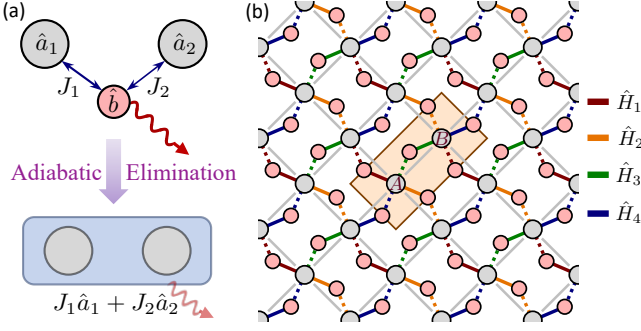 (a)
â₁
â₂
J₁
J₂
b̂
Adiabatic Elimination
J₁â₁ + J₂â₂
(b)
B
A
Ĥ₁
Ĥ₂
Ĥ₃
Ĥ₄